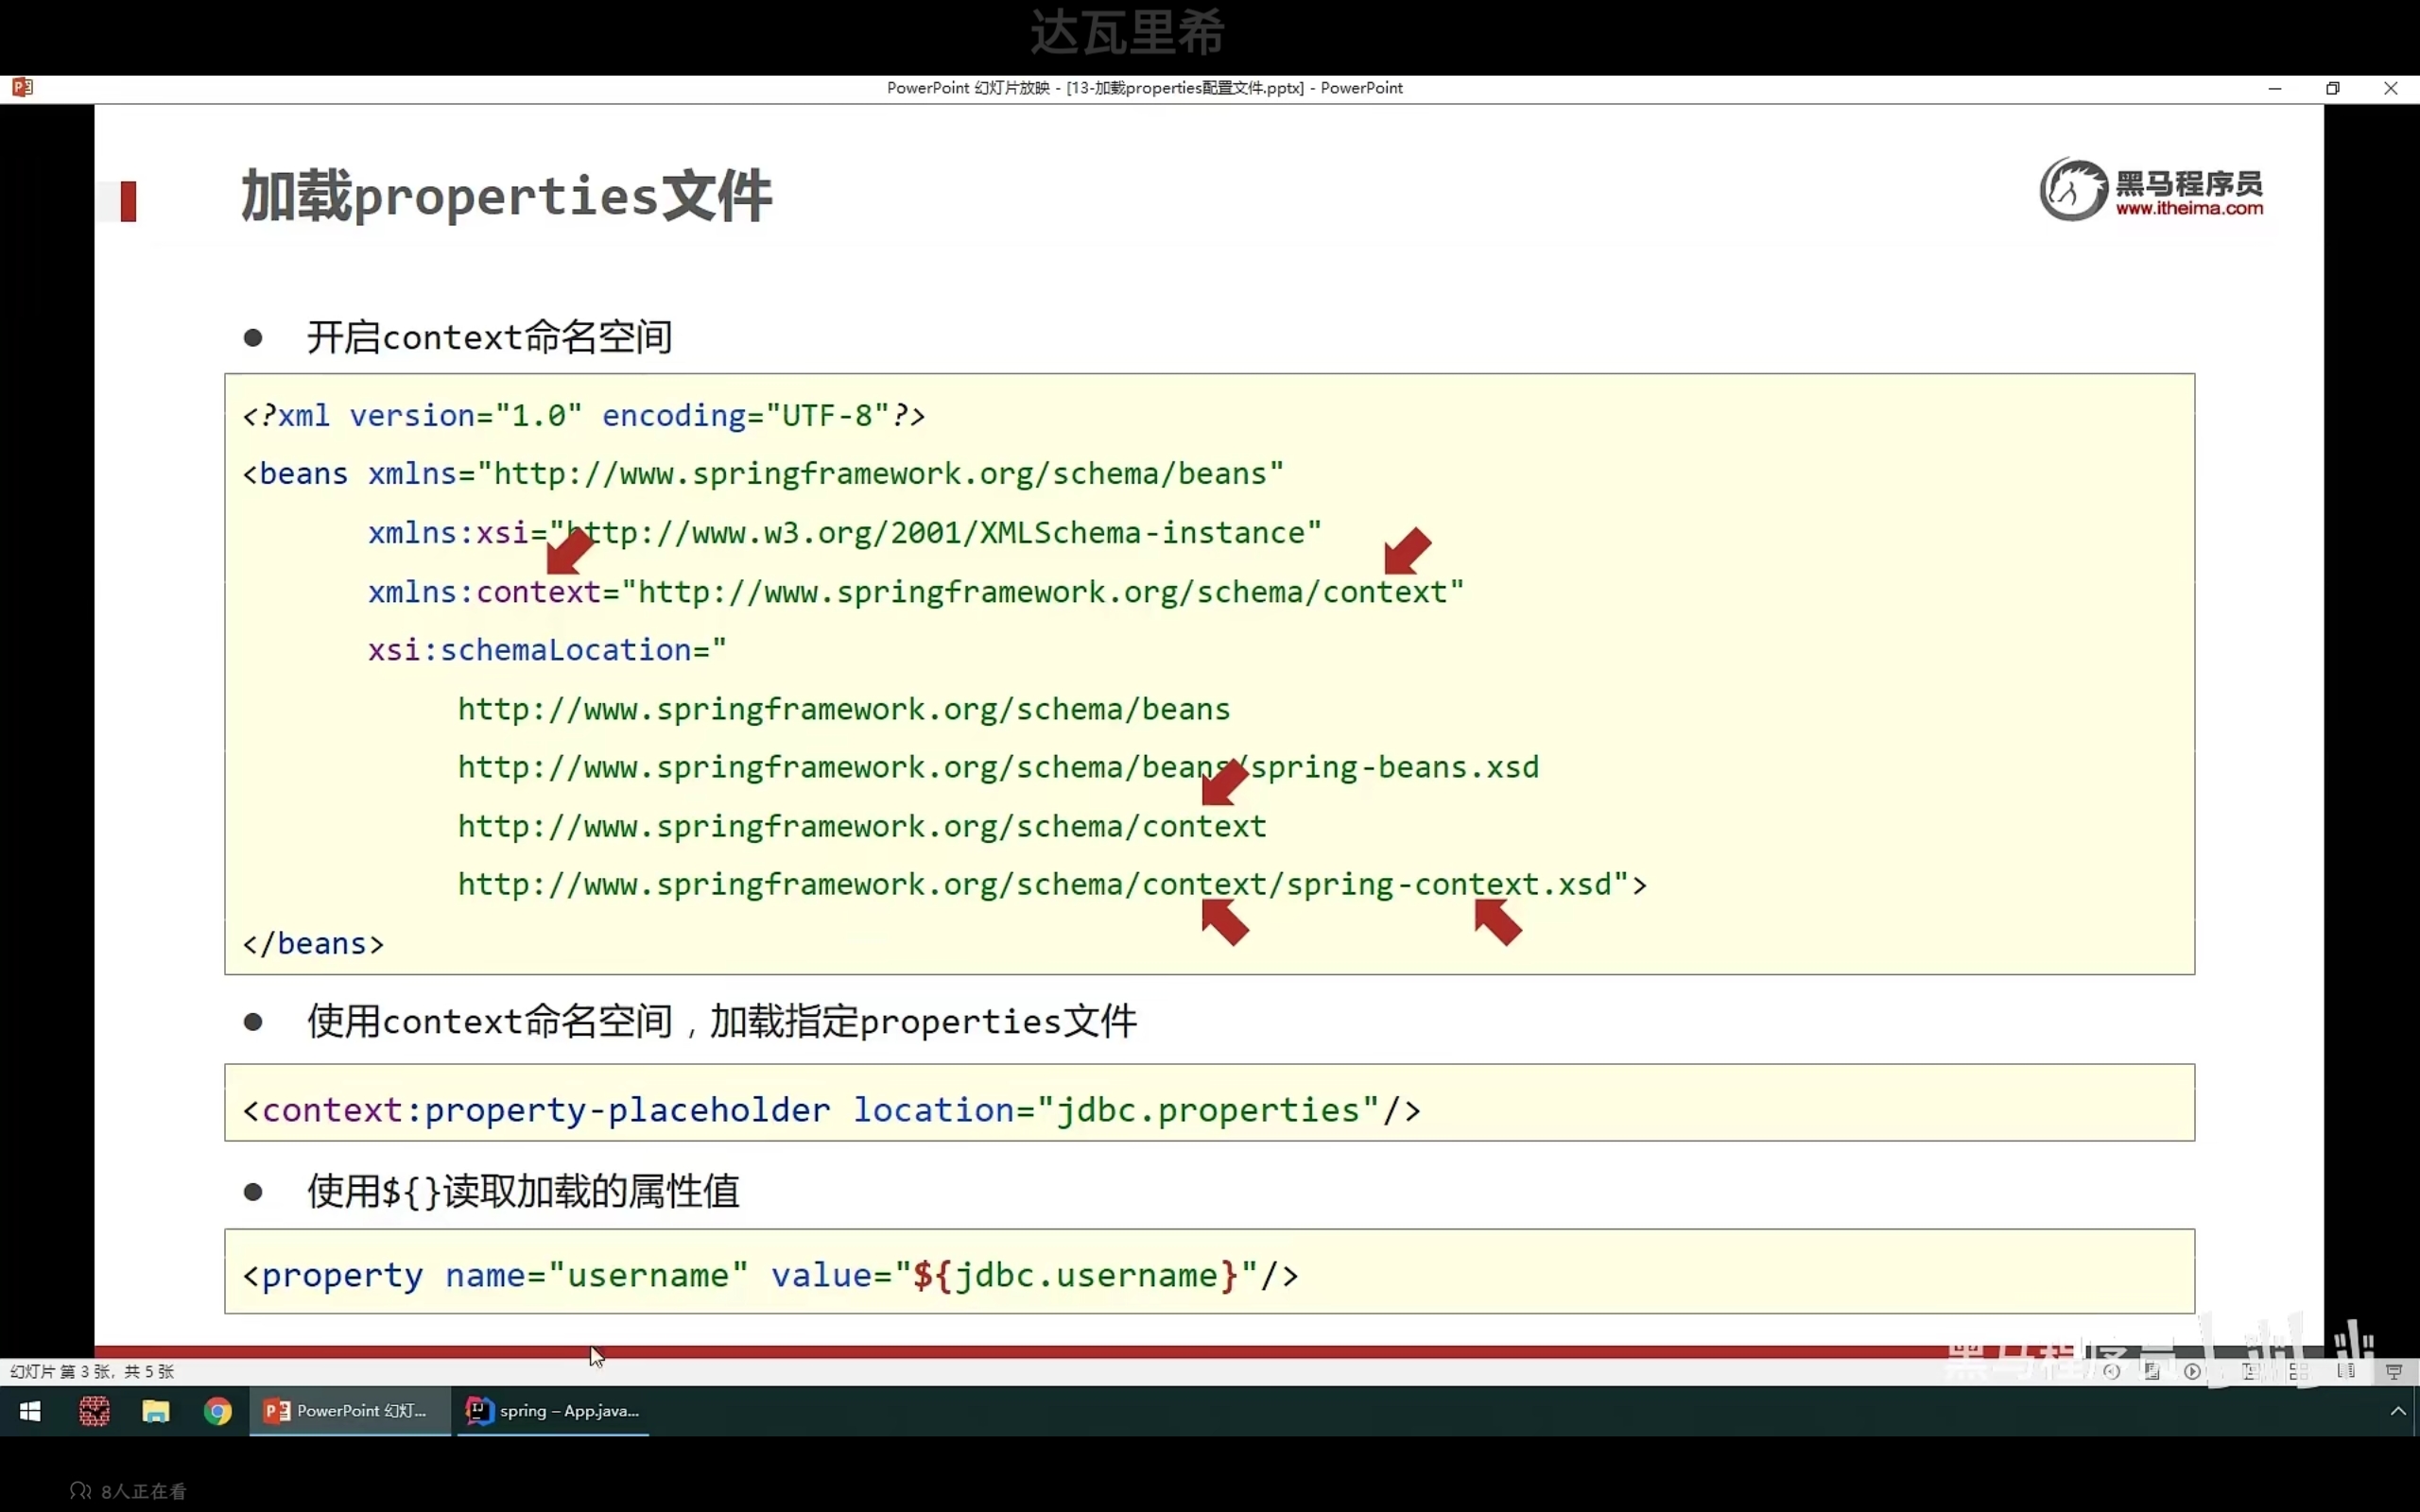 达瓦里希
PowerPoint 幻灯片放映 - [13-加载properties配置文件.pptx] - PowerPoint
加载properties文件
黑马程序员
www.itheima.com
● 开启context命名空间
<?xml version="1.0" encoding="UTF-8"?>
<beans xmlns="http://www.springframework.org/schema/beans"
xmlns:xsi="http://www.w3.org/2001/XMLSchema-instance"
xmlns:context="http://www.springframework.org/schema/context"
xsi:schemaLocation="
http://www.springframework.org/schema/beans
http://www.springframework.org/schema/beans/spring-beans.xsd
http://www.springframework.org/schema/context
http://www.springframework.org/schema/context/spring-context.xsd">
</beans>
● 使用context命名空间，加载指定properties文件
<context:property-placeholder location="jdbc.properties"/>
● 使用${}读取加载的属性值
<property name="username" value="${jdbc.username}"/>
黑马程序员
幻灯片 第 3 张，共 5 张
PowerPoint 幻灯...
spring – App.java...
8人正在看